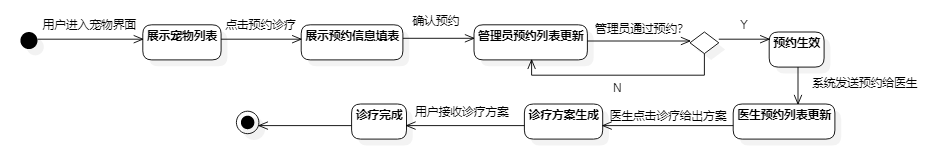 用户进入宠物界面
展示宠物列表
点击预约诊疗
展示预约信息填表
确认预约
管理员预约列表更新
管理员通过预约?
Y
预约生效
N
系统发送预约给医生
医生预约列表更新
医生点击诊疗给出方案
诊疗方案生成
用户接收诊疗方案
诊疗完成